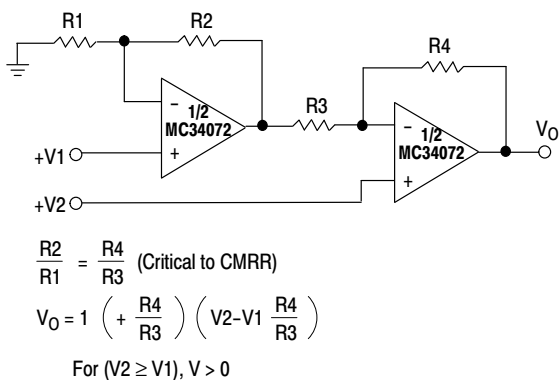 R1
R2
R3
R4
−
1/2
MC34072
+
−
1/2
MC34072
+
VO
+V1
+V2
R2/R1 = R4/R3 (Critical to CMRR)
VO = 1 ( + R4/R3 ) ( V2−V1 R4/R3 )
For (V2 ≥ V1), V > 0